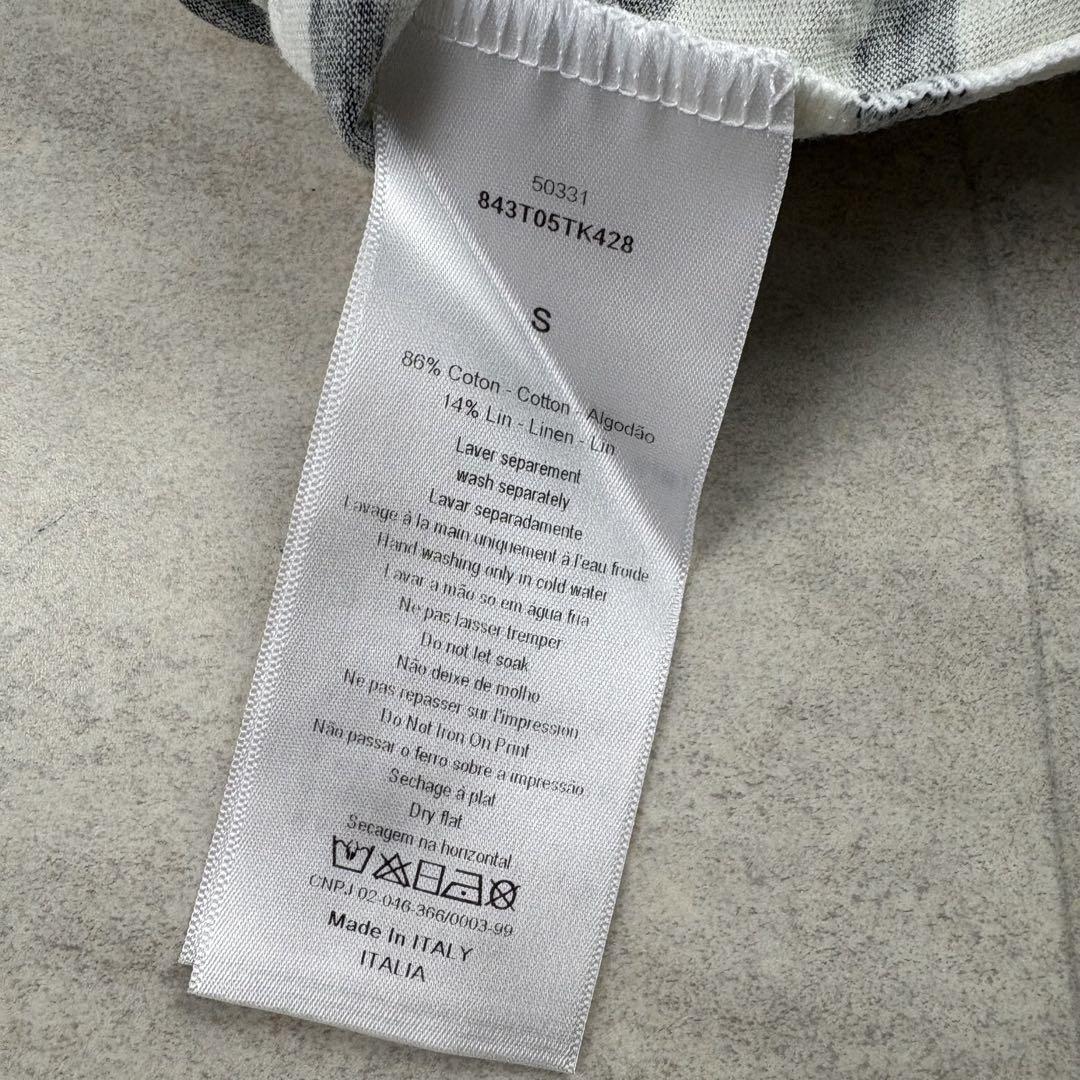 50331
843T05TK428
S
86% Coton - Cotton - Algodão
14% Lin - Linen - Lin
Laver separement
wash separately
Lavar separadamente
Lavage à la main uniquement à l'eau froide
Hand washing only in cold water
Lavar a mão so em agua fria
Ne pas laisser tremper
Do not let soak
Não deixe de molho
Ne pas repasser sur l'impression
Do Not Iron On Print
Não passar o ferro sobre a impressão
Sechage à plat
Dry flat
Secagem na horizontal
CNPJ 02-046-366/0003-99
Made In ITALY
ITALIA